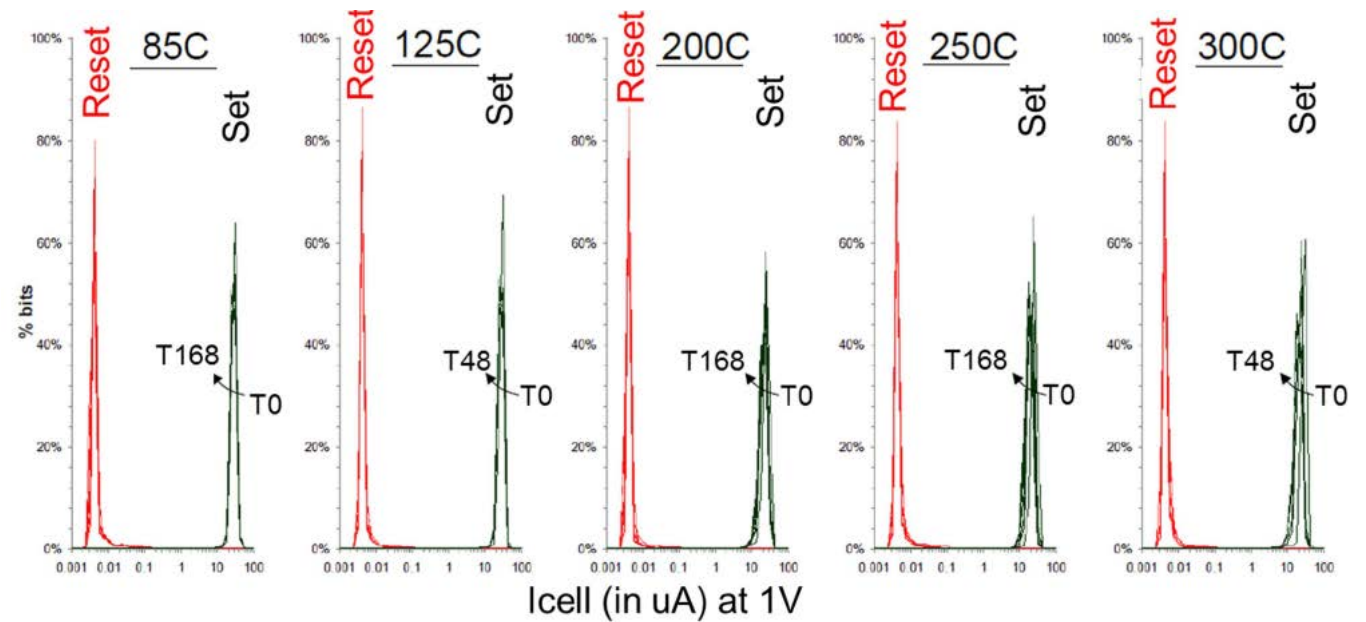 Reset 85C Set
100%
80%
60%
40%
20%
0%
% bits
T168
T0
0.001 0.01 0.1 1 10 100
Reset 125C Set
100%
80%
60%
40%
20%
0%
T48
T0
0.001 0.01 0.1 1 10 100
Reset 200C Set
100%
80%
60%
40%
20%
0%
T168
T0
0.001 0.01 0.1 1 10 100
Reset 250C Set
100%
80%
60%
40%
20%
0%
T168
T0
0.001 0.01 0.1 1 10 100
Reset 300C Set
100%
80%
60%
40%
20%
0%
T48
T0
0.001 0.01 0.1 1 10 100
Icell (in uA) at 1V